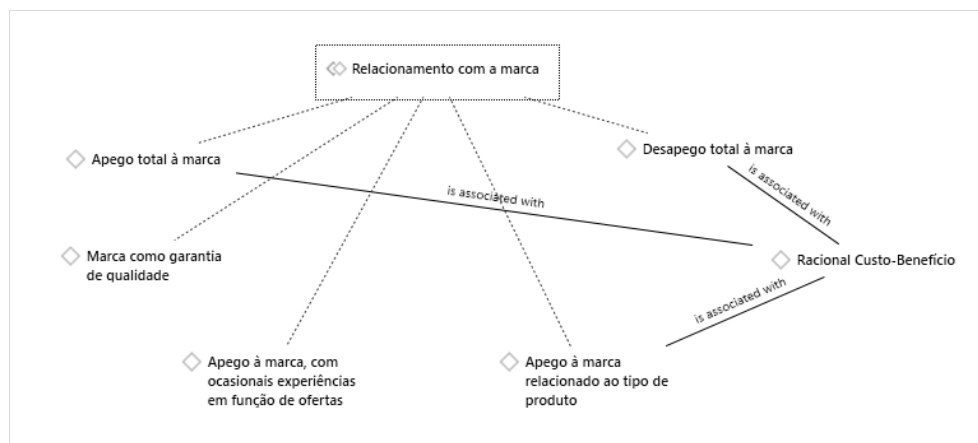 Relacionamento com a marca
Apego total à marca
Desapego total à marca
is associated with
is associated with
Marca como garantia
de qualidade
Racional Custo-Benefício
is associated with
Apego à marca, com
ocasionais experiências
em função de ofertas
Apego à marca
relacionado ao tipo de
produto